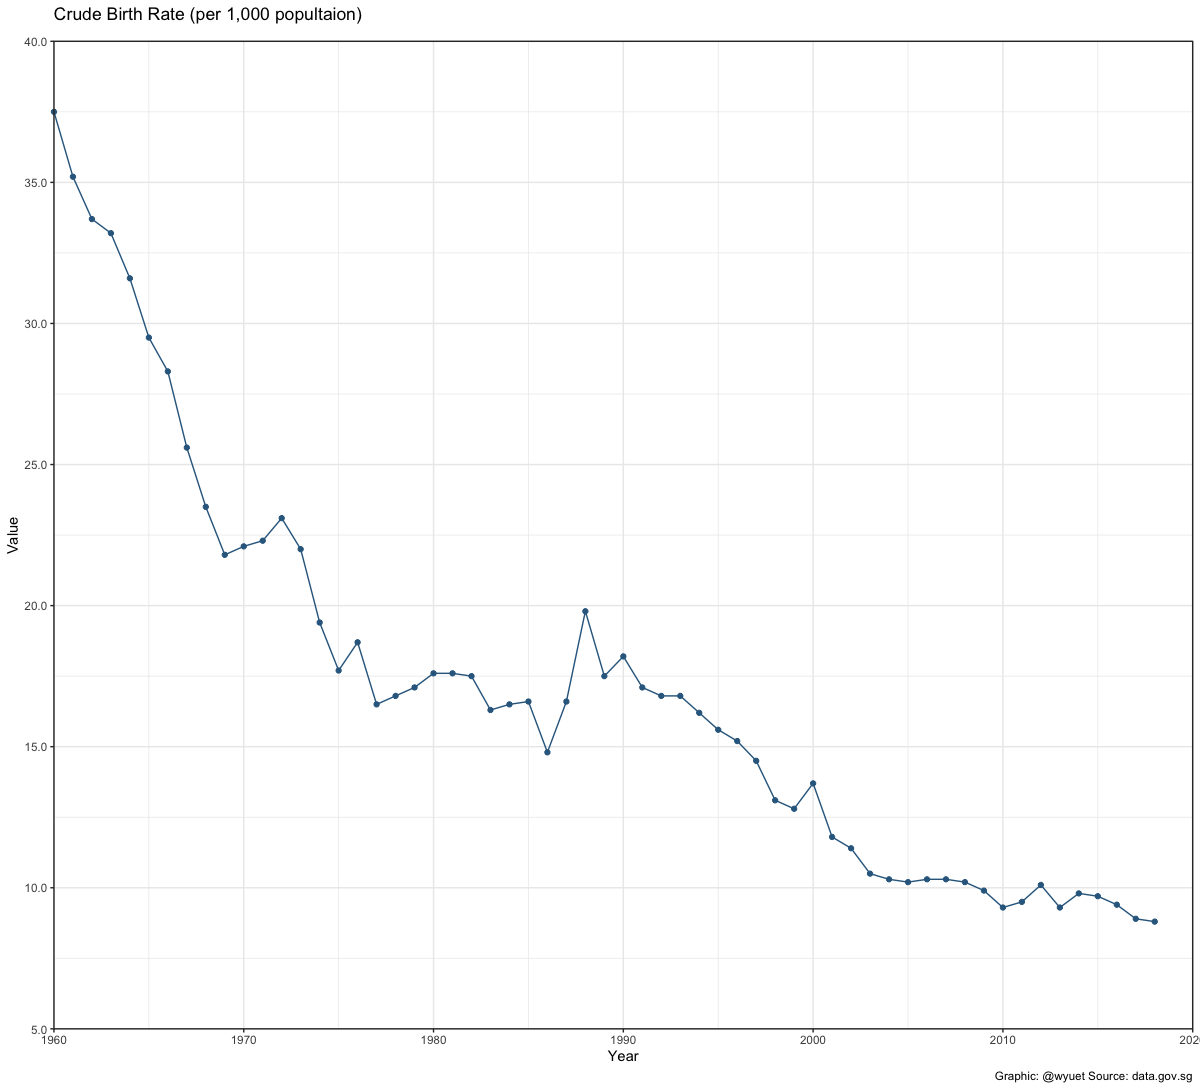 Crude Birth Rate (per 1,000 popultaion)
40.0
35.0
30.0
25.0
20.0
15.0
10.0
5.0
Value
1960 1970 1980 1990 2000 2010 202
Year
Graphic: @wyuet Source: data.gov.sg